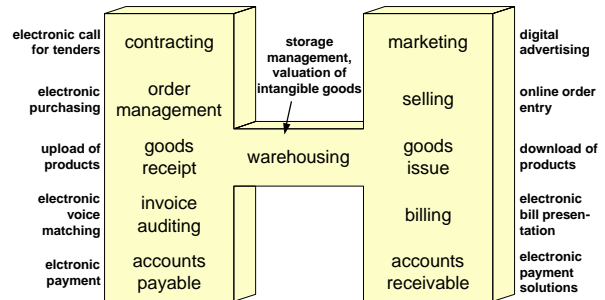 electronic call
for tenders
contracting
storage
management,
valuation of
intangible goods
marketing
digital
advertising
electronic
purchasing
order
management
selling
online order
entry
upload of
products
goods
receipt
warehousing
goods
issue
download of
products
electronic
voice
matching
invoice
auditing
billing
electronic
bill presen-
tation
elctronic
payment
accounts
payable
accounts
receivable
electronic
payment
solutions